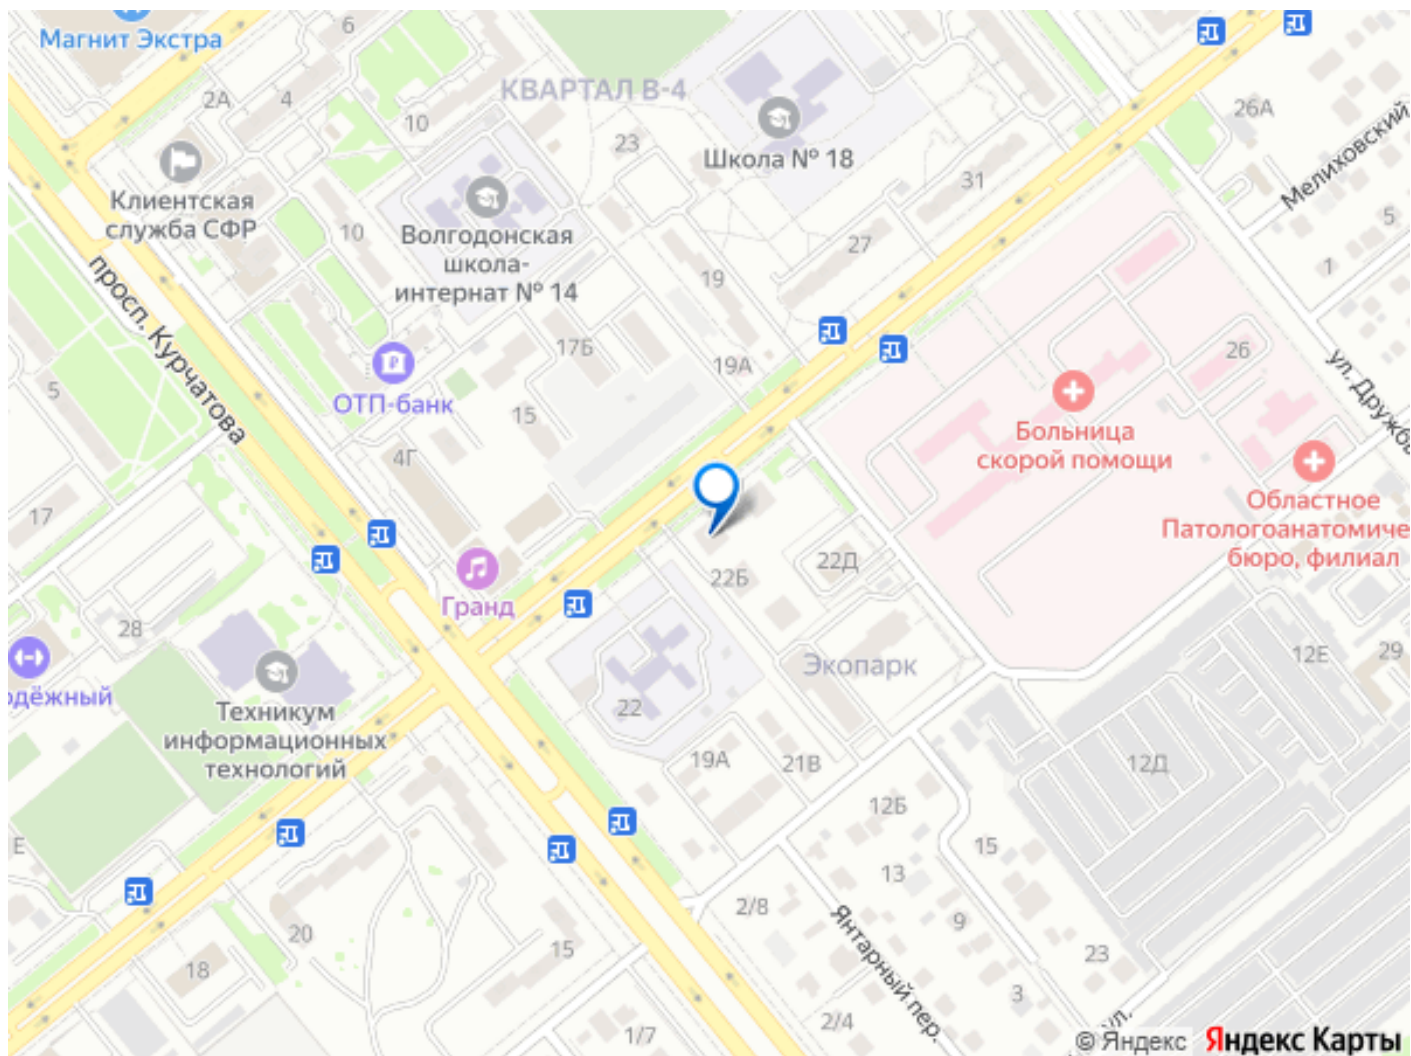 Магнит Экстра
6
2А
4
10
КВАРТАЛ В-4
23
Школа № 18
26А
Мелиховский
5
1
31
27
Клиентская
служба СФР
10
Волгодонская
школа-
интернат № 14
19
17Б
19А
просп. Курчатова
5
ОТП-банк
15
4Г
26
ул. Дружбы
Больница
скорой помощи
Областное
Патологоанатомиче
бюро, филиал
17
Гранд
22Б
22Д
28
Экопарк
12Е
29
одёжный
22
Техникум
информационных
технологий
19А
21В
12Д
12Б
Е
15
13
2/8
9
Янтарный пер.
20
15
18
23
3
2/4
1/7
ул.
© Яндекс Яндекс Карты